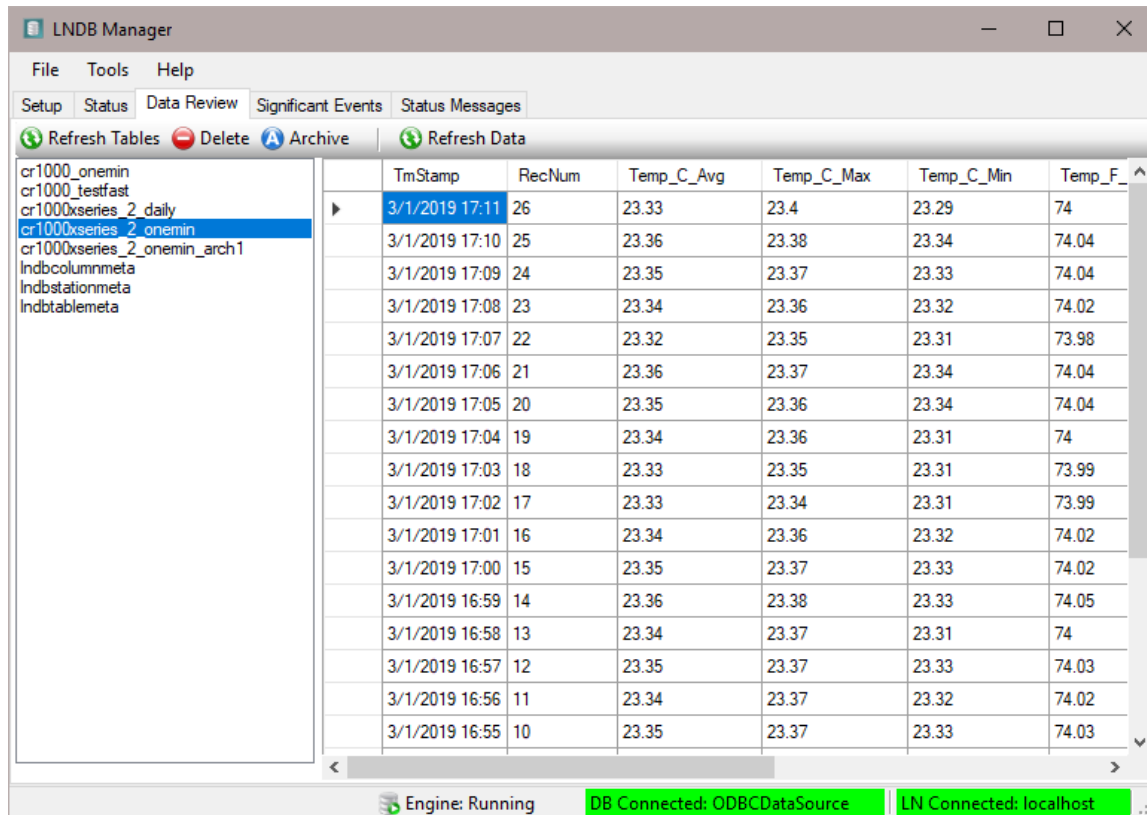 LNDB Manager
File Tools Help
Setup Status Data Review Significant Events Status Messages
Refresh Tables Delete A Archive Refresh Data
cr1000_onemin
cr1000_testfast
cr1000xseries_2_daily
cr1000xseries_2_onemin
cr1000xseries_2_onemin_arch1
lndbcolumnmeta
lndbstationmeta
lndbtablemeta
TmStamp RecNum Temp_C_Avg Temp_C_Max Temp_C_Min Temp_F_
3/1/2019 17:11 26 23.33 23.4 23.29 74
3/1/2019 17:10 25 23.36 23.38 23.34 74.04
3/1/2019 17:09 24 23.35 23.37 23.33 74.04
3/1/2019 17:08 23 23.34 23.36 23.32 74.02
3/1/2019 17:07 22 23.32 23.35 23.31 73.98
3/1/2019 17:06 21 23.36 23.37 23.34 74.04
3/1/2019 17:05 20 23.35 23.36 23.34 74.04
3/1/2019 17:04 19 23.34 23.36 23.31 74
3/1/2019 17:03 18 23.33 23.35 23.31 73.99
3/1/2019 17:02 17 23.33 23.34 23.31 73.99
3/1/2019 17:01 16 23.34 23.36 23.32 74.02
3/1/2019 17:00 15 23.35 23.37 23.33 74.02
3/1/2019 16:59 14 23.36 23.38 23.33 74.05
3/1/2019 16:58 13 23.34 23.37 23.31 74
3/1/2019 16:57 12 23.35 23.37 23.33 74.03
3/1/2019 16:56 11 23.34 23.37 23.32 74.02
3/1/2019 16:55 10 23.35 23.37 23.33 74.03
Engine: Running DB Connected: ODBCDataSource LN Connected: localhost